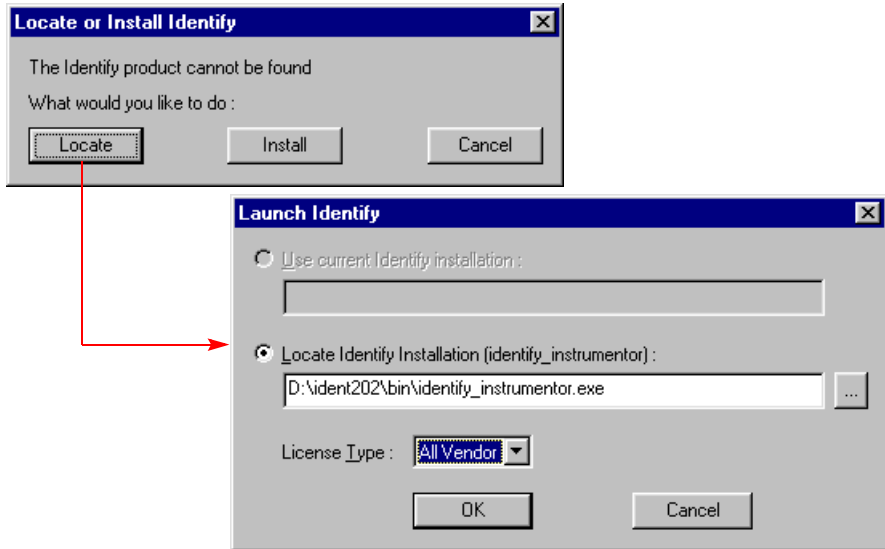 Locate or Install Identify
The Identify product cannot be found
What would you like to do :
Locate Install Cancel
Launch Identify
Use current Identify installation :
Locate Identify Installation (identify_instrumentor) :
D:\ident202\bin\identify_instrumentor.exe ...
License Type : All Vendor
OK Cancel